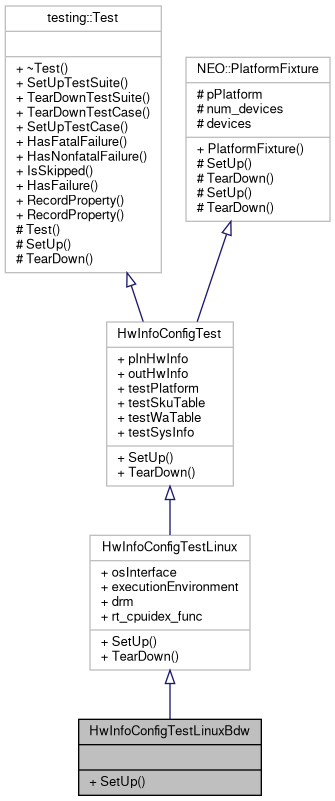 testing::Test
+ ~Test()
+ SetUpTestSuite()
+ TearDownTestSuite()
+ TearDownTestCase()
+ SetUpTestCase()
+ HasFatalFailure()
+ HasNonfatalFailure()
+ IsSkipped()
+ HasFailure()
+ RecordProperty()
+ RecordProperty()
# Test()
# SetUp()
# TearDown()
NEO::PlatformFixture
# pPlatform
# num_devices
# devices
+ PlatformFixture()
# SetUp()
# TearDown()
# SetUp()
# TearDown()
HwInfoConfigTest
+ pInHwInfo
+ outHwInfo
+ testPlatform
+ testSkuTable
+ testWaTable
+ testSysInfo
+ SetUp()
+ TearDown()
HwInfoConfigTestLinux
+ osInterface
+ executionEnvironment
+ drm
+ rt_cpuidex_func
+ SetUp()
+ TearDown()
HwInfoConfigTestLinuxBdw
+ SetUp()